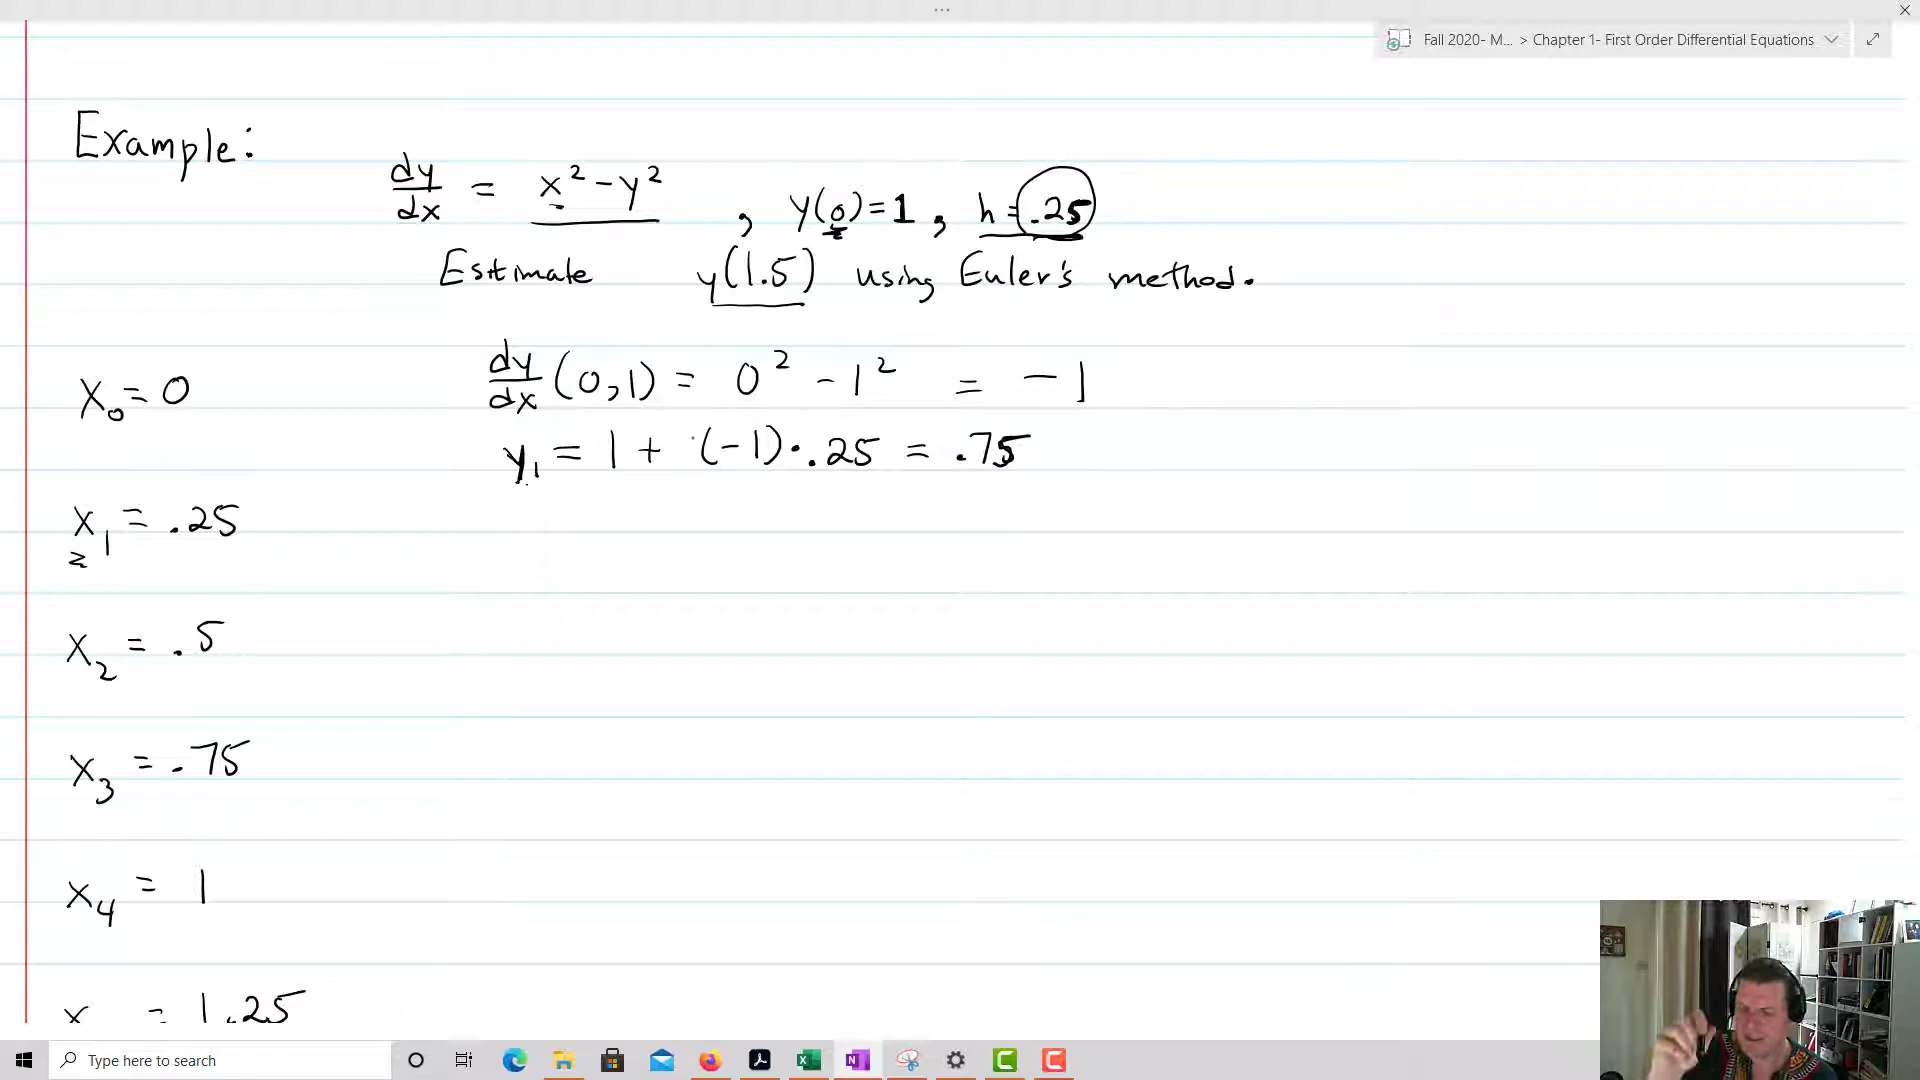 ...
Fall 2020- M... > Chapter 1- First Order Differential Equations
Example:
dy/dx = x² - y² , y(0)=1 , h = .25
Esitimate y(1.5) using Euler's method.
x₀ = 0
dy/dx (0,1) = 0² - 1² = -1
y₁ = 1 + (-1)·.25 = .75
x₁ = .25
x₂ = .5
x₃ = .75
x₄ = 1
x = 1.25
Type here to search